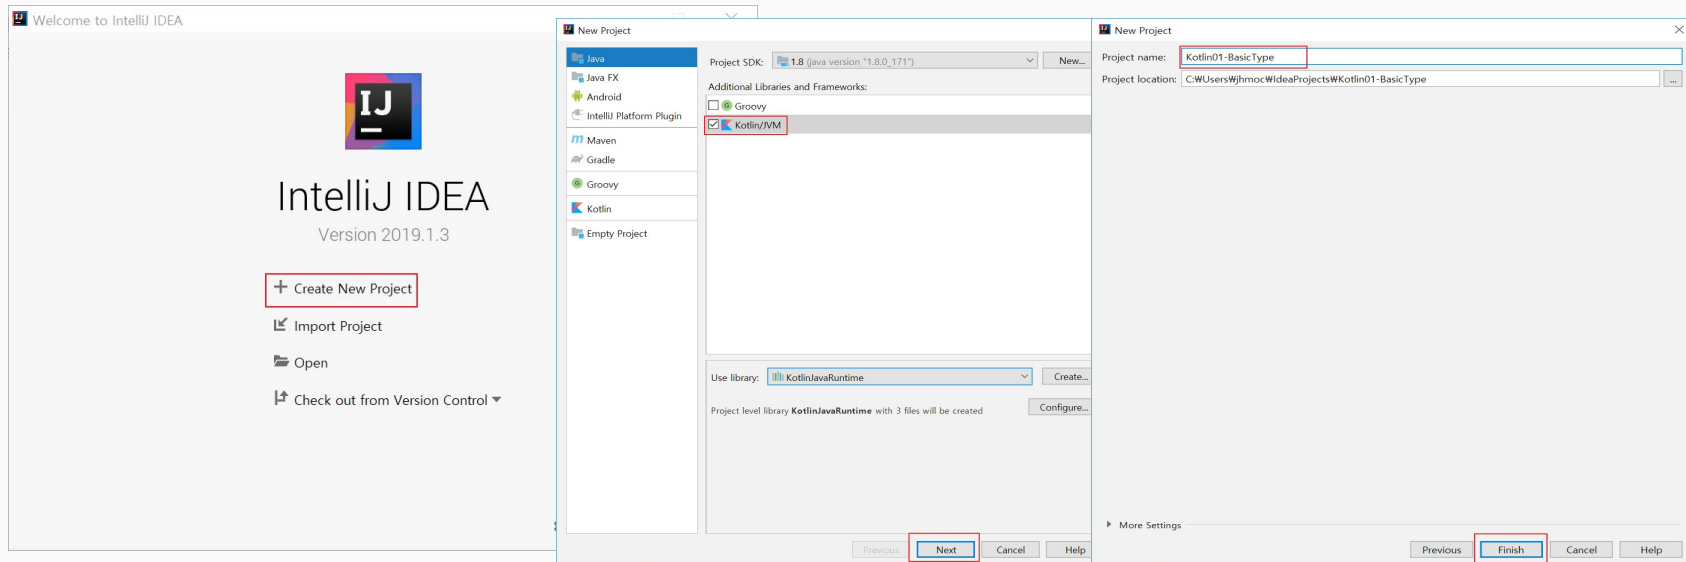 Welcome to IntelliJ IDEA
IJ
IntelliJ IDEA
Version 2019.1.3
Create New Project
Import Project
Open
Check out from Version Control
New Project
Java
Java FX
Android
IntelliJ Platform Plugin
Maven
Gradle
Groovy
Kotlin
Empty Project
Project SDK: 1.8 (java version "1.8.0_171") New...
Additional Libraries and Frameworks:
Groovy
Kotlin/JVM
Use library: KotlinJavaRuntime Create...
Project level library KotlinJavaRuntime with 3 files will be created Configure...
Previous Next Cancel Help
New Project
Project name: Kotlin01-BasicType
Project location: C:₩Users₩jhmoc₩IdeaProjects₩Kotlin01-BasicType ...
More Settings
Previous Finish Cancel Help